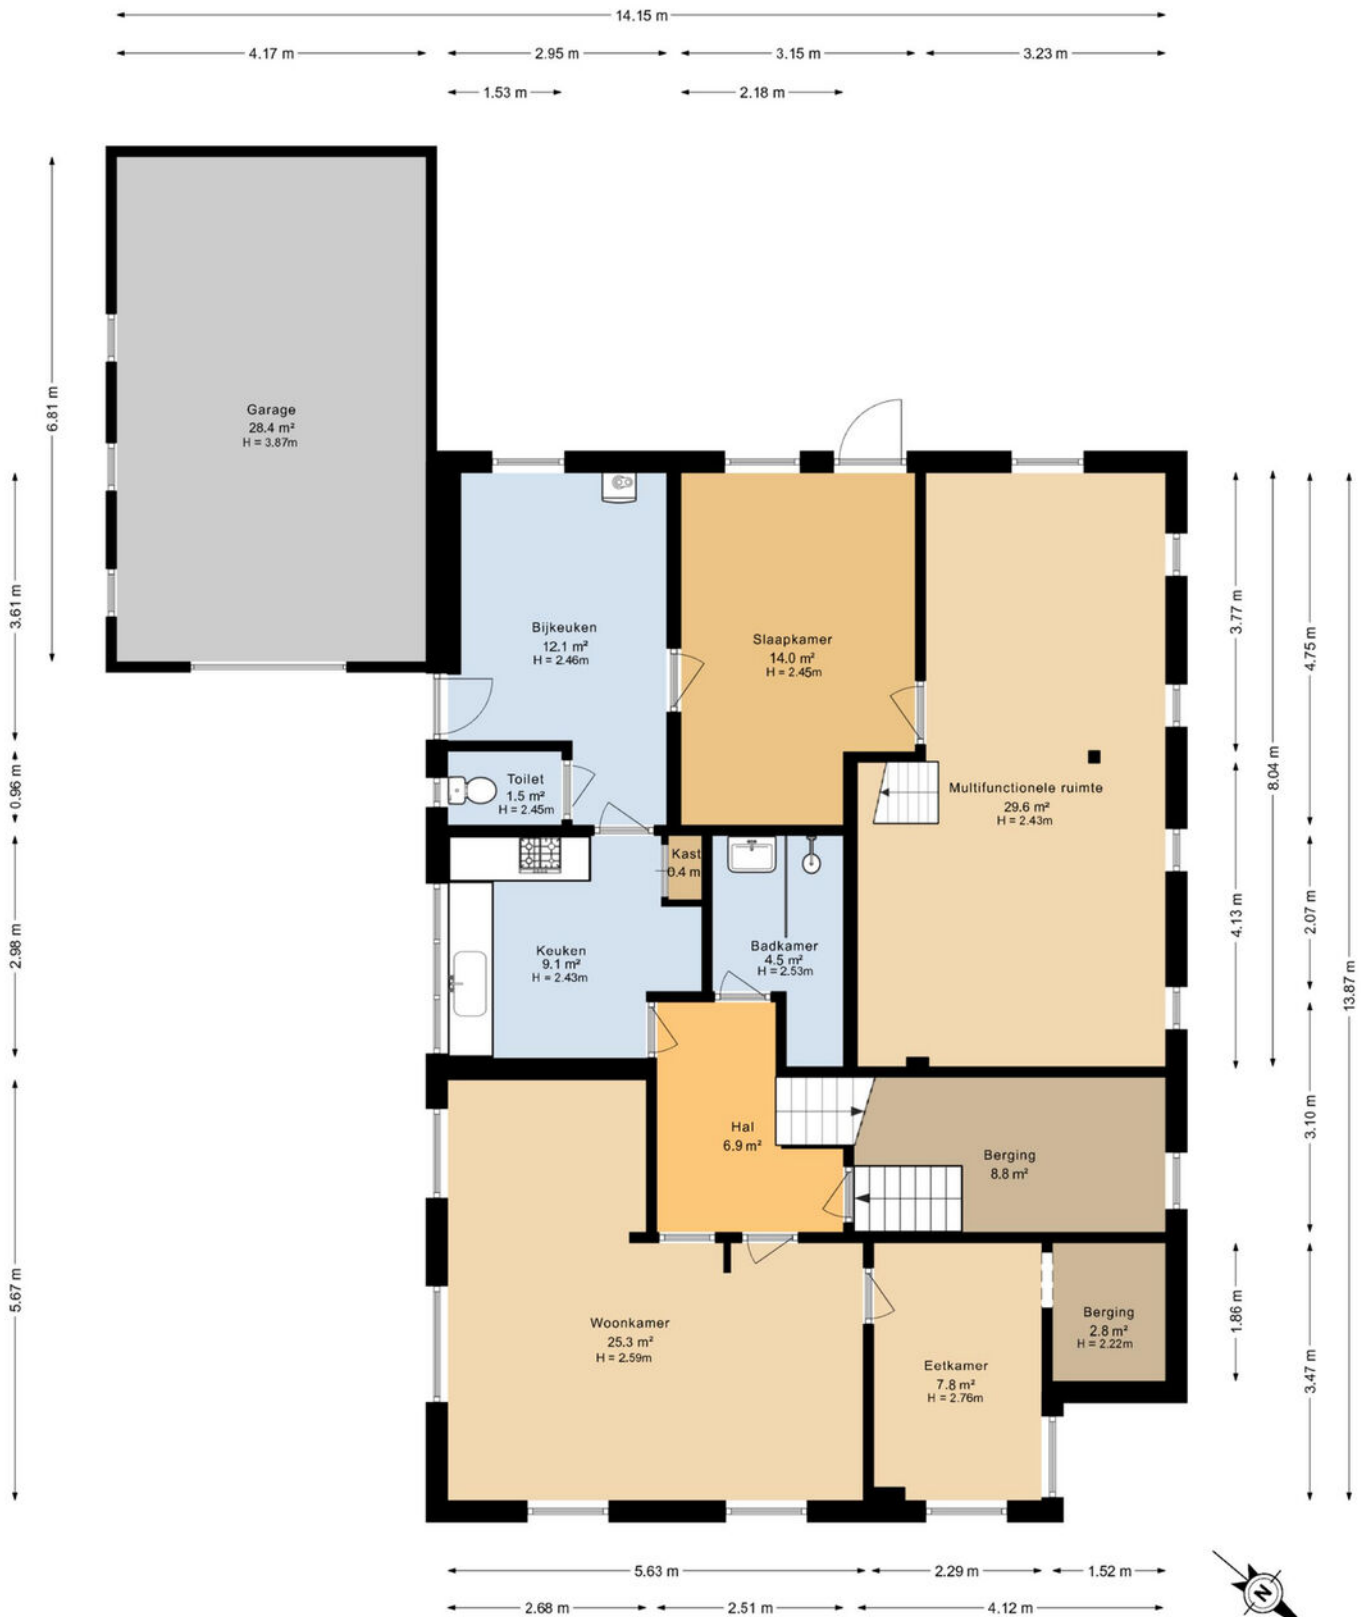 14.15 m
4.17 m
2.95 m
3.15 m
3.23 m
1.53 m
2.18 m
6.81 m
Garage
28.4 m²
H = 3.87m
3.61 m
0.96 m
2.98 m
5.67 m
Bijkeuken
12.1 m²
H = 2.46m
Slaapkamer
14.0 m²
H = 2.45m
3.77 m
4.75 m
8.04 m
13.87 m
Toilet
1.5 m²
H = 2.45m
Multifunctionele ruimte
29.6 m²
H = 2.43m
Kast
0.4 m
Keuken
9.1 m²
H = 2.43m
Badkamer
4.5 m²
H = 2.53m
4.13 m
2.07 m
3.10 m
Hal
6.9 m²
Berging
8.8 m²
Woonkamer
25.3 m²
H = 2.59m
Eetkamer
7.8 m²
H = 2.76m
Berging
2.8 m²
H = 2.22m
1.86 m
3.47 m
5.63 m
2.29 m
1.52 m
2.68 m
2.51 m
4.12 m
N